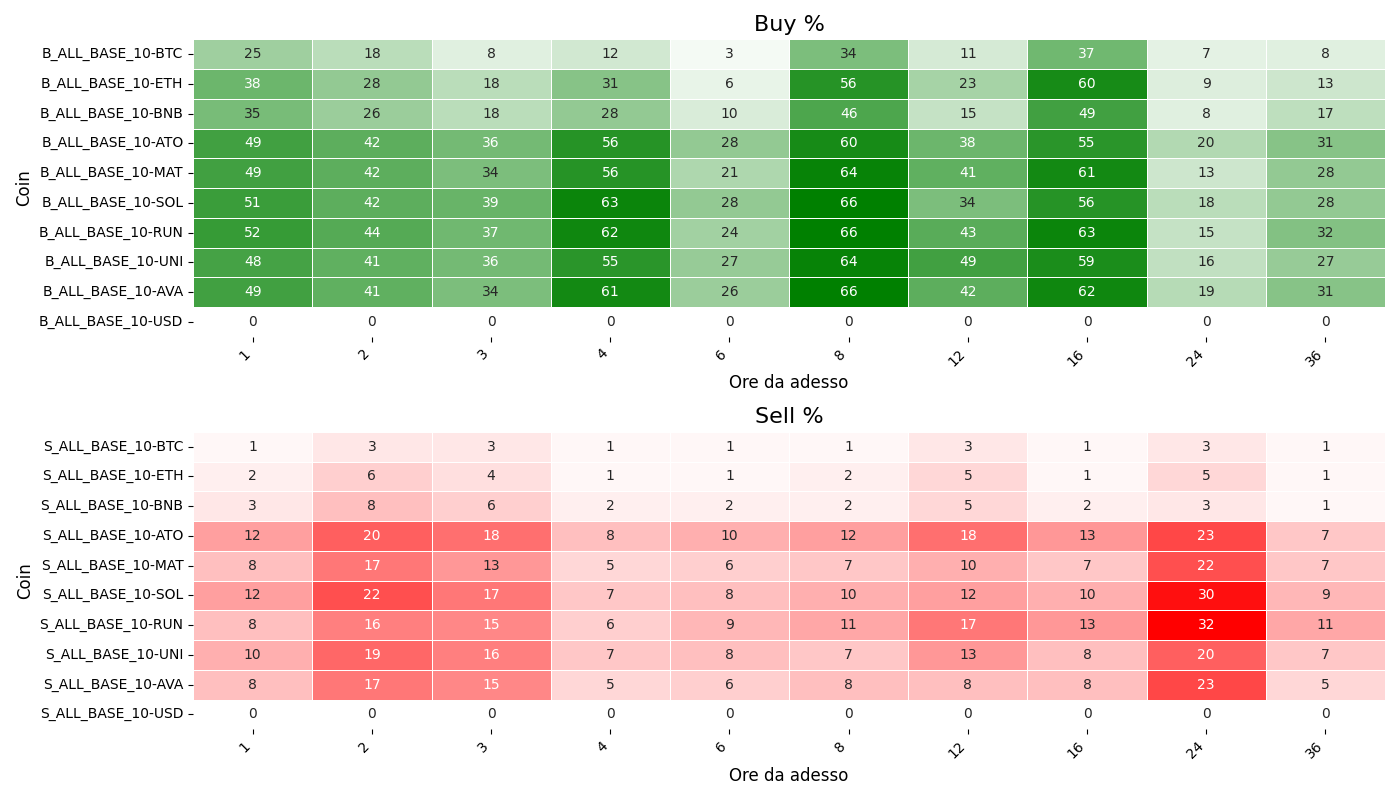 Buy %
Coin
B_ALL_BASE_10-BTC 25 18 8 12 3 34 11 37 7 8
B_ALL_BASE_10-ETH 38 28 18 31 6 56 23 60 9 13
B_ALL_BASE_10-BNB 35 26 18 28 10 46 15 49 8 17
B_ALL_BASE_10-ATO 49 42 36 56 28 60 38 55 20 31
B_ALL_BASE_10-MAT 49 42 34 56 21 64 41 61 13 28
B_ALL_BASE_10-SOL 51 42 39 63 28 66 34 56 18 28
B_ALL_BASE_10-RUN 52 44 37 62 24 66 43 63 15 32
B_ALL_BASE_10-UNI 48 41 36 55 27 64 49 59 16 27
B_ALL_BASE_10-AVA 49 41 34 61 26 66 42 62 19 31
B_ALL_BASE_10-USD 0 0 0 0 0 0 0 0 0 0
1 2 3 4 6 8 12 16 24 36
Ore da adesso
Sell %
Coin
S_ALL_BASE_10-BTC 1 3 3 1 1 1 3 1 3 1
S_ALL_BASE_10-ETH 2 6 4 1 1 2 5 1 5 1
S_ALL_BASE_10-BNB 3 8 6 2 2 2 5 2 3 1
S_ALL_BASE_10-ATO 12 20 18 8 10 12 18 13 23 7
S_ALL_BASE_10-MAT 8 17 13 5 6 7 10 7 22 7
S_ALL_BASE_10-SOL 12 22 17 7 8 10 12 10 30 9
S_ALL_BASE_10-RUN 8 16 15 6 9 11 17 13 32 11
S_ALL_BASE_10-UNI 10 19 16 7 8 7 13 8 20 7
S_ALL_BASE_10-AVA 8 17 15 5 6 8 8 8 23 5
S_ALL_BASE_10-USD 0 0 0 0 0 0 0 0 0 0
1 2 3 4 6 8 12 16 24 36
Ore da adesso